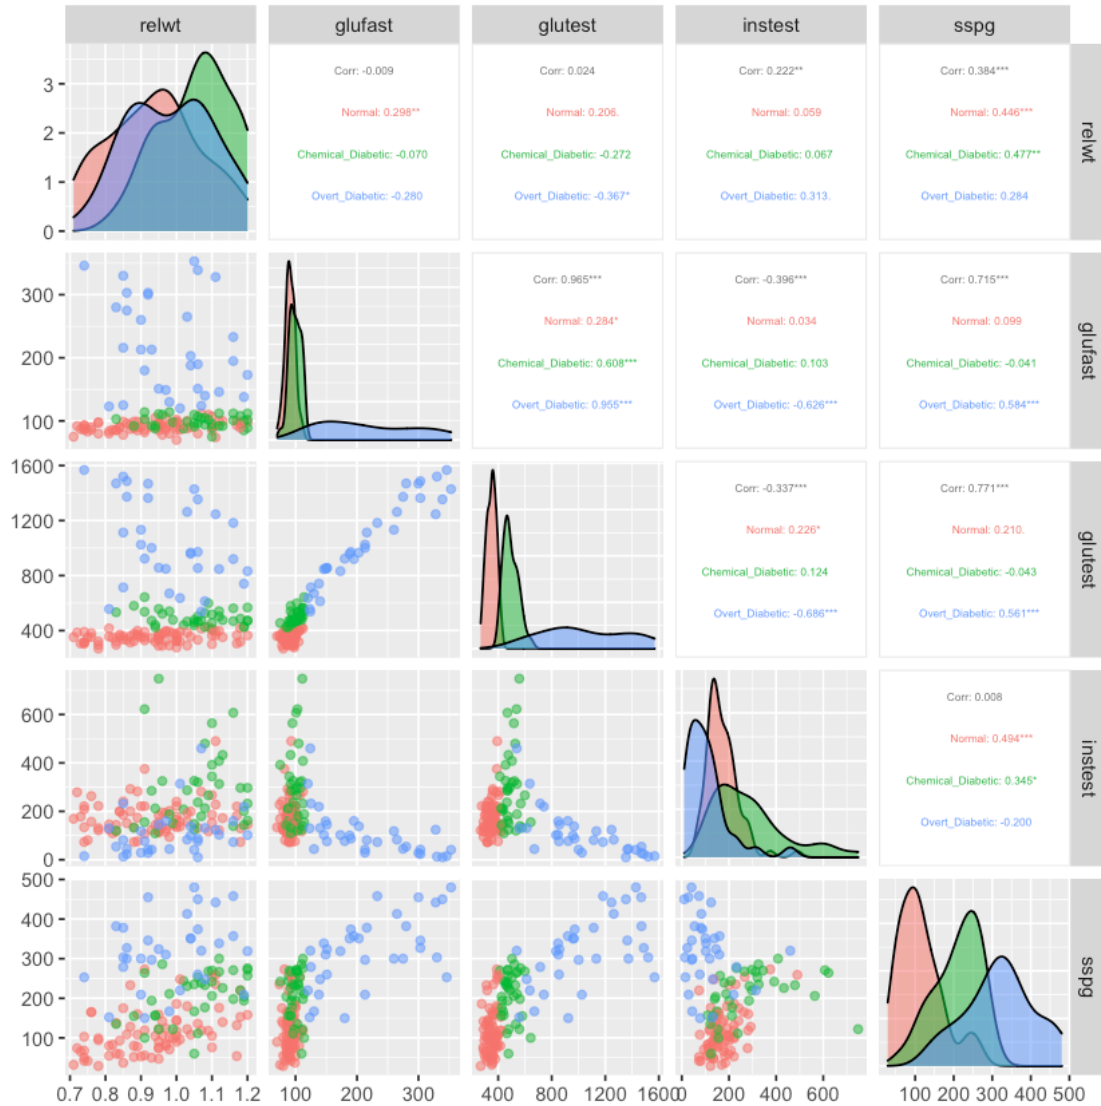 relwt glufast glutest instest sspg
3
2
1
0
Corr: -0.009
Normal: 0.298**
Chemical_Diabetic: -0.070
Overt_Diabetic: -0.280
Corr: 0.024
Normal: 0.206.
Chemical_Diabetic: -0.272
Overt_Diabetic: -0.367*
Corr: 0.222**
Normal: 0.059
Chemical_Diabetic: 0.067
Overt_Diabetic: 0.313.
Corr: 0.384***
Normal: 0.446***
Chemical_Diabetic: 0.477**
Overt_Diabetic: 0.284
relwt
300
200
100
Corr: 0.965***
Normal: 0.284*
Chemical_Diabetic: 0.608***
Overt_Diabetic: 0.955***
Corr: -0.396***
Normal: 0.034
Chemical_Diabetic: 0.103
Overt_Diabetic: -0.626***
Corr: 0.715***
Normal: 0.099
Chemical_Diabetic: -0.041
Overt_Diabetic: 0.584***
glufast
1600
1200
800
400
Corr: -0.337***
Normal: 0.226*
Chemical_Diabetic: 0.124
Overt_Diabetic: -0.686***
Corr: 0.771***
Normal: 0.210.
Chemical_Diabetic: -0.043
Overt_Diabetic: 0.561***
glutest
600
400
200
0
Corr: 0.008
Normal: 0.494***
Chemical_Diabetic: 0.345*
Overt_Diabetic: -0.200
instest
500
400
300
200
100
sspg
0.7 0.8 0.9 1.0 1.1 1.2 100 200 300 400 800 1200 1600 0 200 400 600 100 200 300 400 500